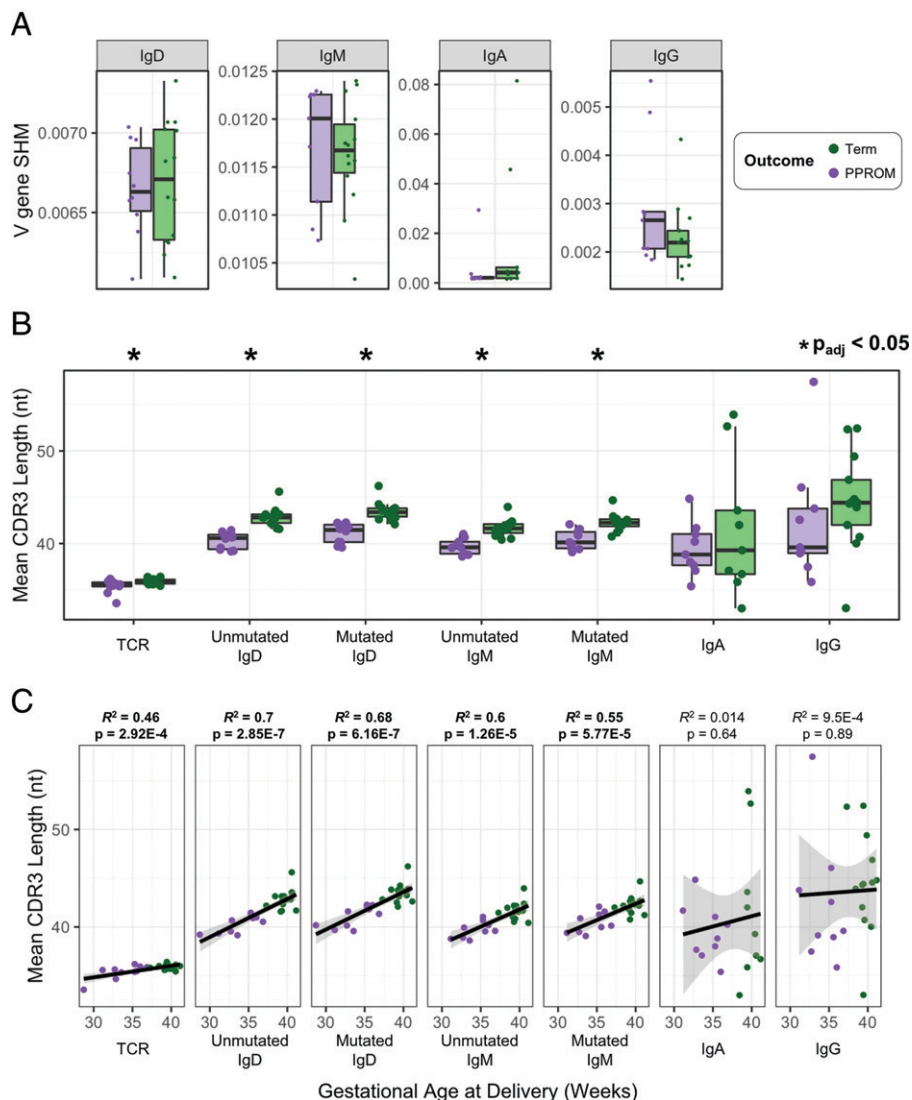 A
IgD
IgM
IgA
IgG
V gene SHM
0.0070
0.0065
0.0125
0.0120
0.0115
0.0110
0.0105
0.08
0.06
0.04
0.02
0.00
0.005
0.004
0.003
0.002
Outcome
Term
PPROM
B
* * * * *
* padj < 0.05
Mean CDR3 Length (nt)
50
40
TCR
Unmutated
IgD
Mutated
IgD
Unmutated
IgM
Mutated
IgM
IgA
IgG
C
R² = 0.46
p = 2.92E-4
R² = 0.7
p = 2.85E-7
R² = 0.68
p = 6.16E-7
R² = 0.6
p = 1.26E-5
R² = 0.55
p = 5.77E-5
R² = 0.014
p = 0.64
R² = 9.5E-4
p = 0.89
Mean CDR3 Length (nt)
50
40
30 35 40
30 35 40
30 35 40
30 35 40
30 35 40
30 35 40
30 35 40
TCR
Unmutated
IgD
Mutated
IgD
Unmutated
IgM
Mutated
IgM
IgA
IgG
Gestational Age at Delivery (Weeks)